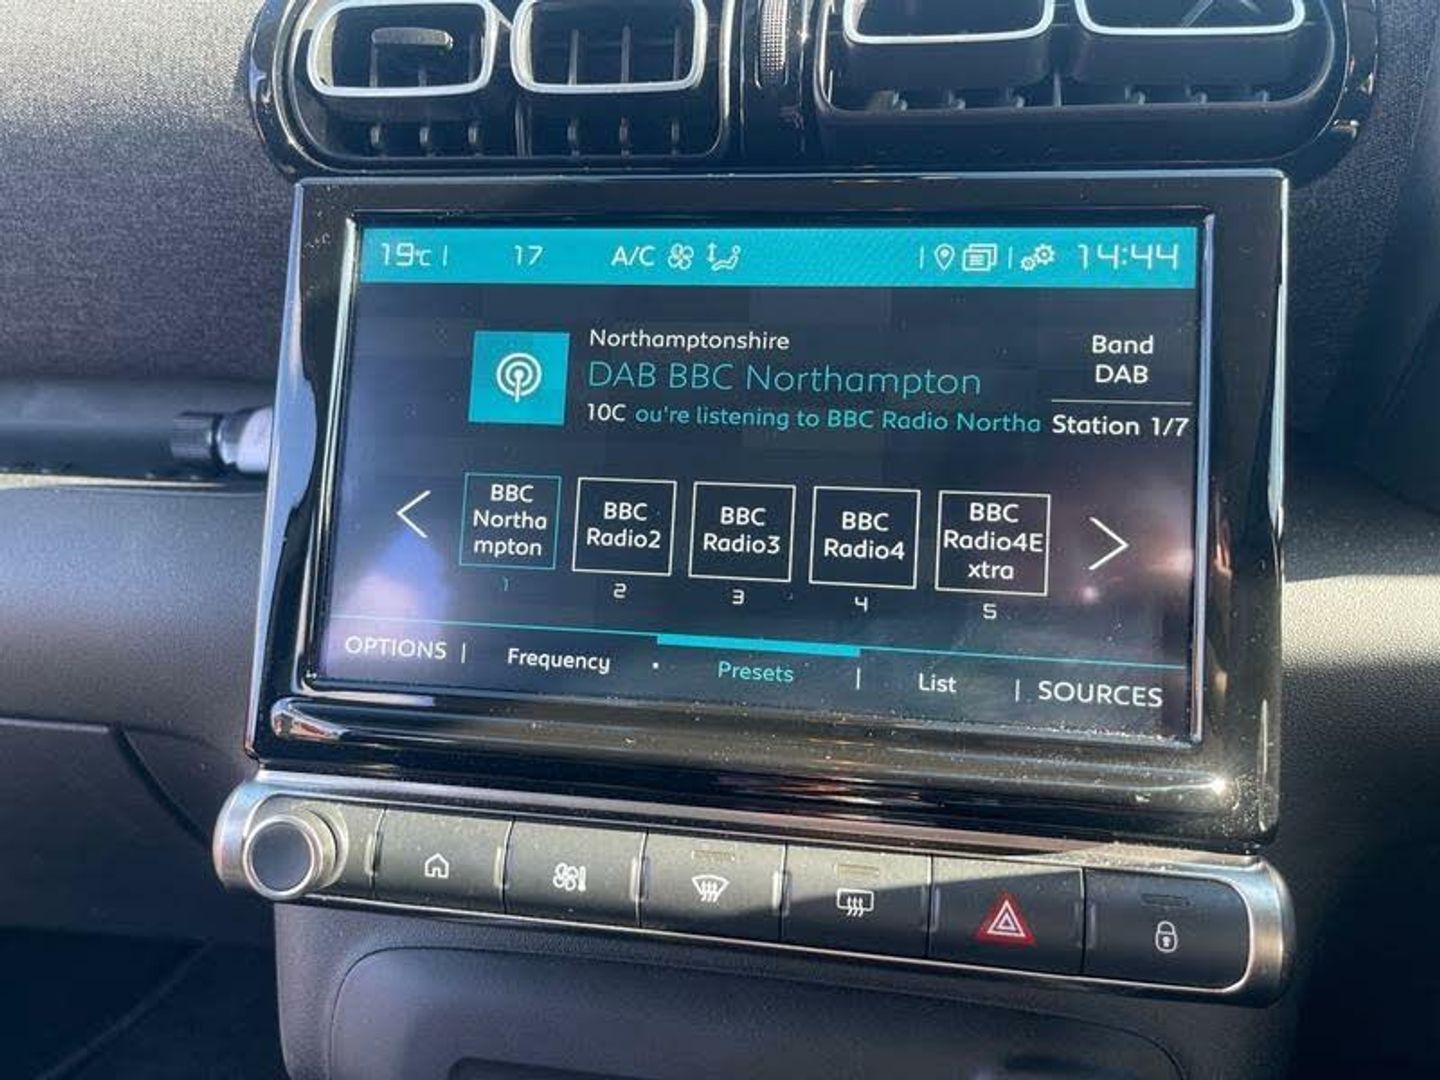 19°C | 17 A/C | | 14:44
Northamptonshire
DAB BBC Northampton
10C ou're listening to BBC Radio Northa
Band
DAB
Station 1/7
BBC
Northa
mpton
1
BBC
Radio2
2
BBC
Radio3
3
BBC
Radio4
4
BBC
Radio4E
xtra
5
OPTIONS | Frequency · Presets | List | SOURCES